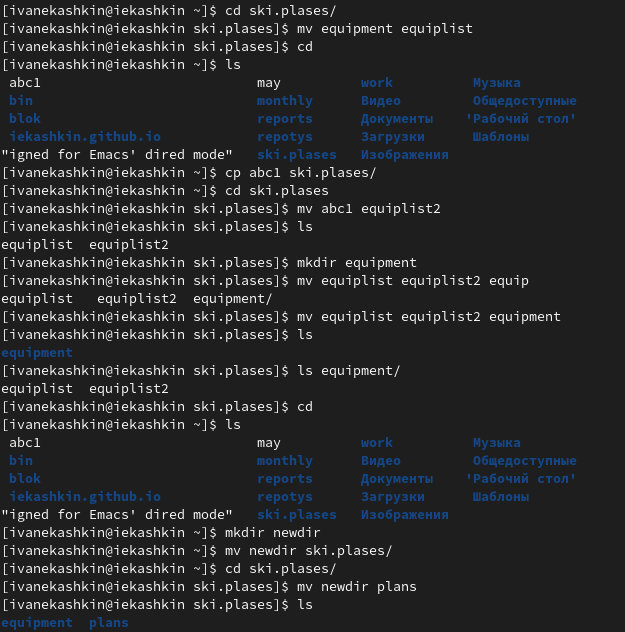 [ivanekashkin@iekashkin ~]$ cd ski.plases/
[ivanekashkin@iekashkin ski.plases]$ mv equipment equiplist
[ivanekashkin@iekashkin ski.plases]$ cd
[ivanekashkin@iekashkin ~]$ ls
abc1 may work Музыка
bin monthly Видео Общедоступные
blok reports Документы 'Рабочий стол'
iekashkin.github.io repotys Загрузки Шаблоны
"igned for Emacs' dired mode" ski.plases Изображения
[ivanekashkin@iekashkin ~]$ cp abc1 ski.plases/
[ivanekashkin@iekashkin ~]$ cd ski.plases
[ivanekashkin@iekashkin ski.plases]$ mv abc1 equiplist2
[ivanekashkin@iekashkin ski.plases]$ ls
equiplist equiplist2
[ivanekashkin@iekashkin ski.plases]$ mkdir equipment
[ivanekashkin@iekashkin ski.plases]$ mv equiplist equiplist2 equip
equiplist equiplist2 equipment/
[ivanekashkin@iekashkin ski.plases]$ mv equiplist equiplist2 equipment
[ivanekashkin@iekashkin ski.plases]$ ls
equipment
[ivanekashkin@iekashkin ski.plases]$ ls equipment/
equiplist equiplist2
[ivanekashkin@iekashkin ski.plases]$ cd
[ivanekashkin@iekashkin ~]$ ls
abc1 may work Музыка
bin monthly Видео Общедоступные
blok reports Документы 'Рабочий стол'
iekashkin.github.io repotys Загрузки Шаблоны
"igned for Emacs' dired mode" ski.plases Изображения
[ivanekashkin@iekashkin ~]$ mkdir newdir
[ivanekashkin@iekashkin ~]$ mv newdir ski.plases/
[ivanekashkin@iekashkin ~]$ cd ski.plases/
[ivanekashkin@iekashkin ski.plases]$ mv newdir plans
[ivanekashkin@iekashkin ski.plases]$ ls
equipment plans